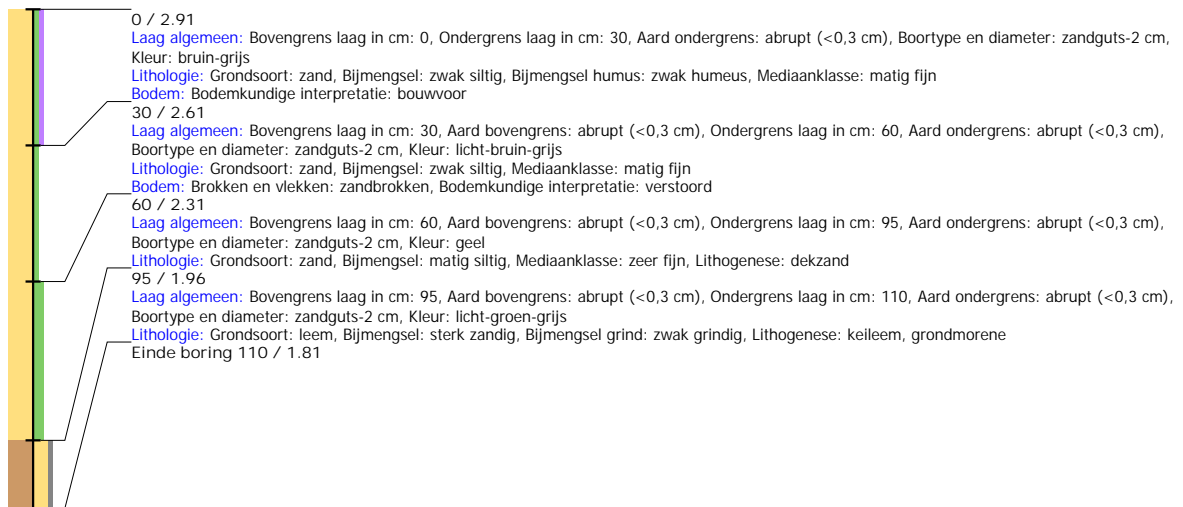 0 / 2.91
Laag algemeen: Bovengrens laag in cm: 0, Ondergrens laag in cm: 30, Aard ondergrens: abrupt (<0,3 cm), Boortype en diameter: zandguts-2 cm,
Kleur: bruin-grijs
Lithologie: Grondsoort: zand, Bijmengsel: zwak siltig, Bijmengsel humus: zwak humeus, Mediaanklasse: matig fijn
Bodem: Bodemkundige interpretatie: bouwvoor
30 / 2.61
Laag algemeen: Bovengrens laag in cm: 30, Aard bovengrens: abrupt (<0,3 cm), Ondergrens laag in cm: 60, Aard ondergrens: abrupt (<0,3 cm),
Boortype en diameter: zandguts-2 cm, Kleur: licht-bruin-grijs
Lithologie: Grondsoort: zand, Bijmengsel: zwak siltig, Mediaanklasse: matig fijn
Bodem: Brokken en vlekken: zandbrokken, Bodemkundige interpretatie: verstoord
60 / 2.31
Laag algemeen: Bovengrens laag in cm: 60, Aard bovengrens: abrupt (<0,3 cm), Ondergrens laag in cm: 95, Aard ondergrens: abrupt (<0,3 cm),
Boortype en diameter: zandguts-2 cm, Kleur: geel
Lithologie: Grondsoort: zand, Bijmengsel: matig siltig, Mediaanklasse: zeer fijn, Lithogenese: dekzand
95 / 1.96
Laag algemeen: Bovengrens laag in cm: 95, Aard bovengrens: abrupt (<0,3 cm), Ondergrens laag in cm: 110, Aard ondergrens: abrupt (<0,3 cm),
Boortype en diameter: zandguts-2 cm, Kleur: licht-groen-grijs
Lithologie: Grondsoort: leem, Bijmengsel: sterk zandig, Bijmengsel grind: zwak grindig, Lithogenese: keileem, grondmorene
Einde boring 110 / 1.81